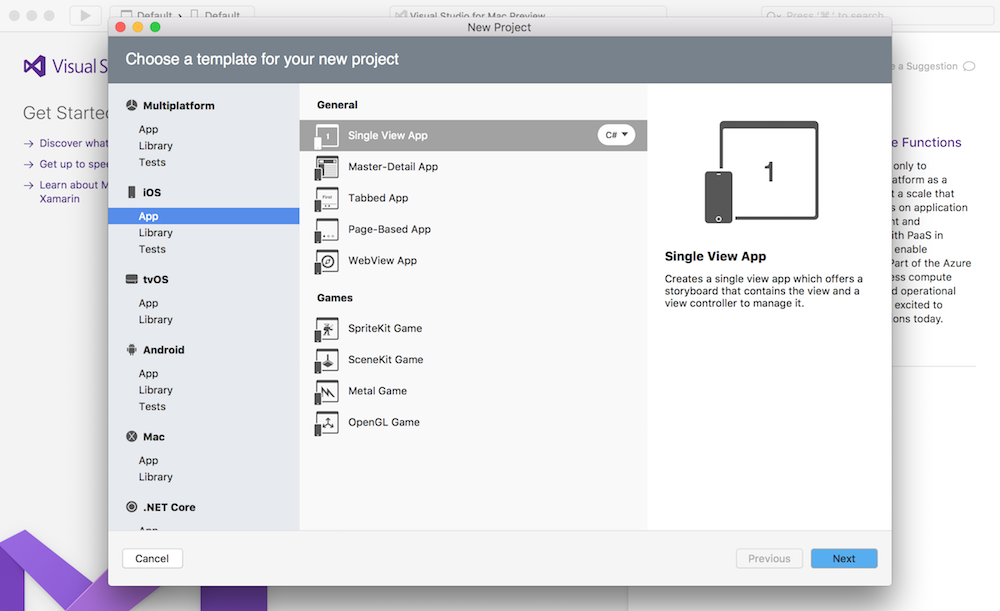 Default › Default
Visual Studio for Mac Preview
Press '⌘.' to search
New Project
Choose a template for your new project
Visual S
Get Starte
Discover what
Get up to spe
Learn about M
Xamarin
e a Suggestion
Multiplatform
App
Library
Tests
iOS
App
Library
Tests
tvOS
App
Library
Android
App
Library
Tests
Mac
App
Library
.NET Core
App
General
1 Single View App C#
Master-Detail App
First Tabbed App
Page-Based App
WebView App
Games
SpriteKit Game
SceneKit Game
Metal Game
OpenGL Game
1
Single View App
Creates a single view app which offers a
storyboard that contains the view and a
view controller to manage it.
e Functions
only to
latform as a
t a scale that
s on application
nt and
ith PaaS in
enable
Part of the Azure
ess compute
d operational
excited to
ons today.
Cancel
Previous
Next